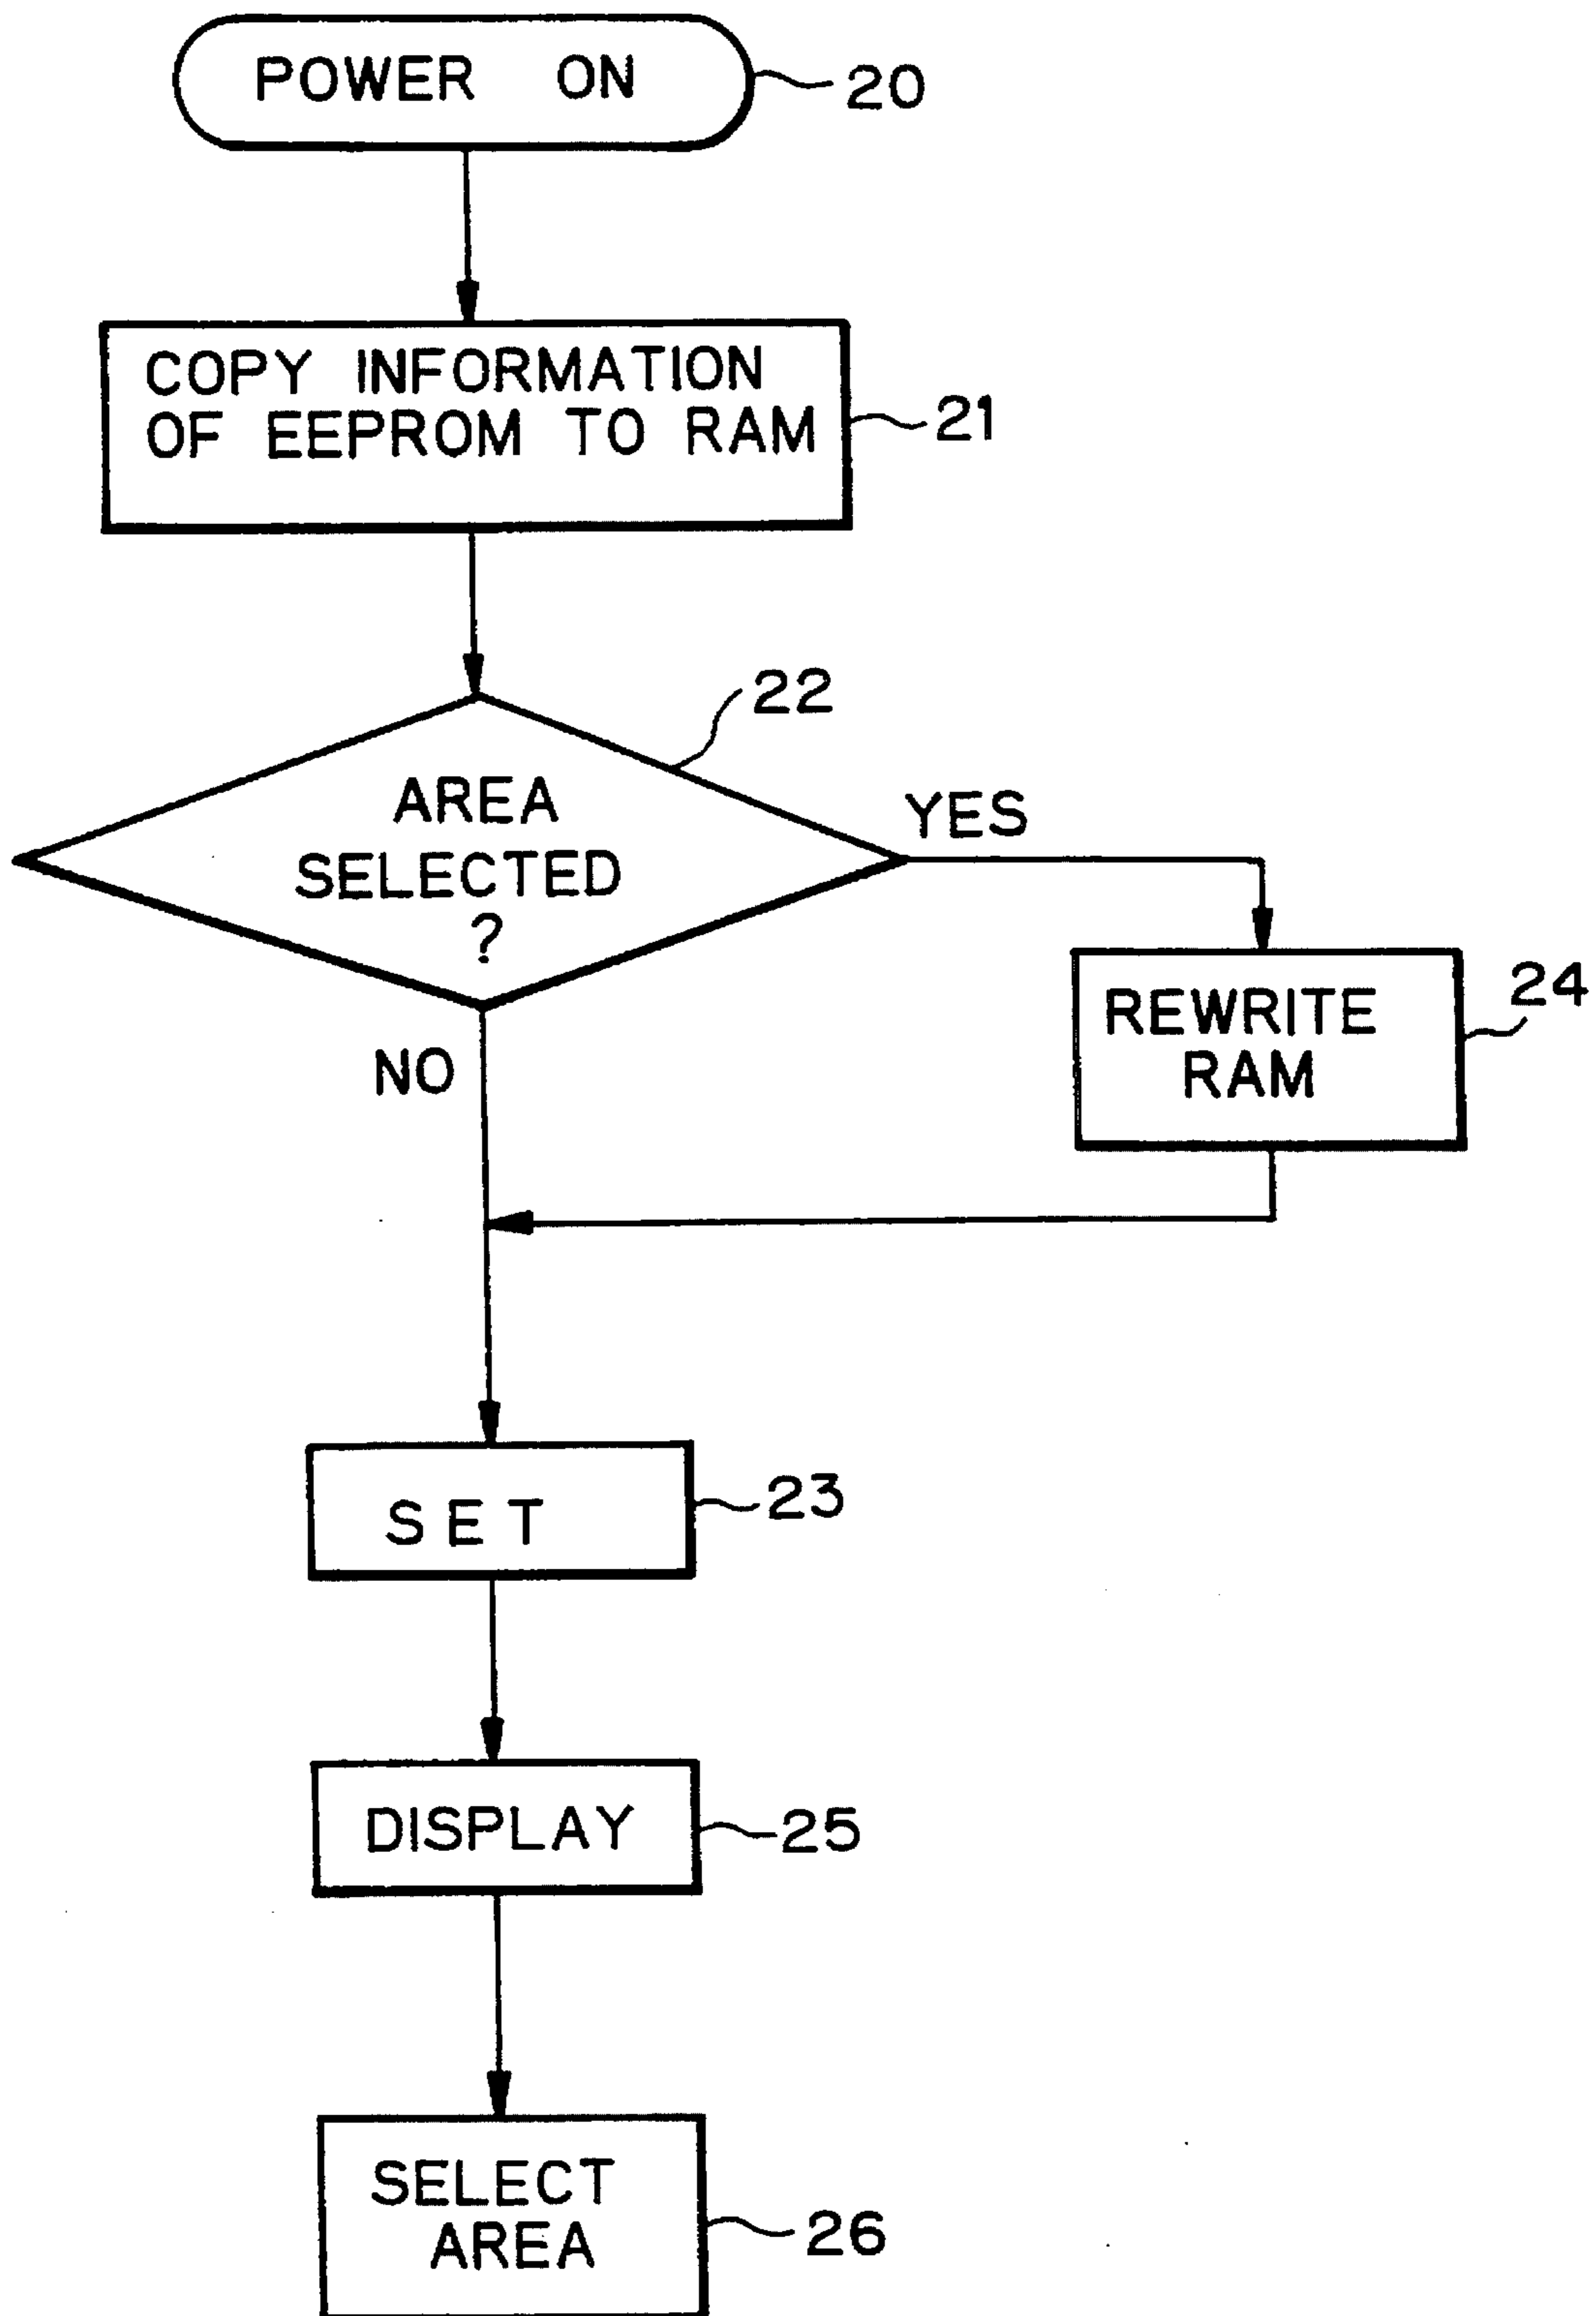 POWER ON
20
COPY INFORMATION
OF EEPROM TO RAM
21
22
AREA
SELECTED
?
YES
NO
REWRITE
RAM
24
SET
23
DISPLAY
25
SELECT
AREA
26